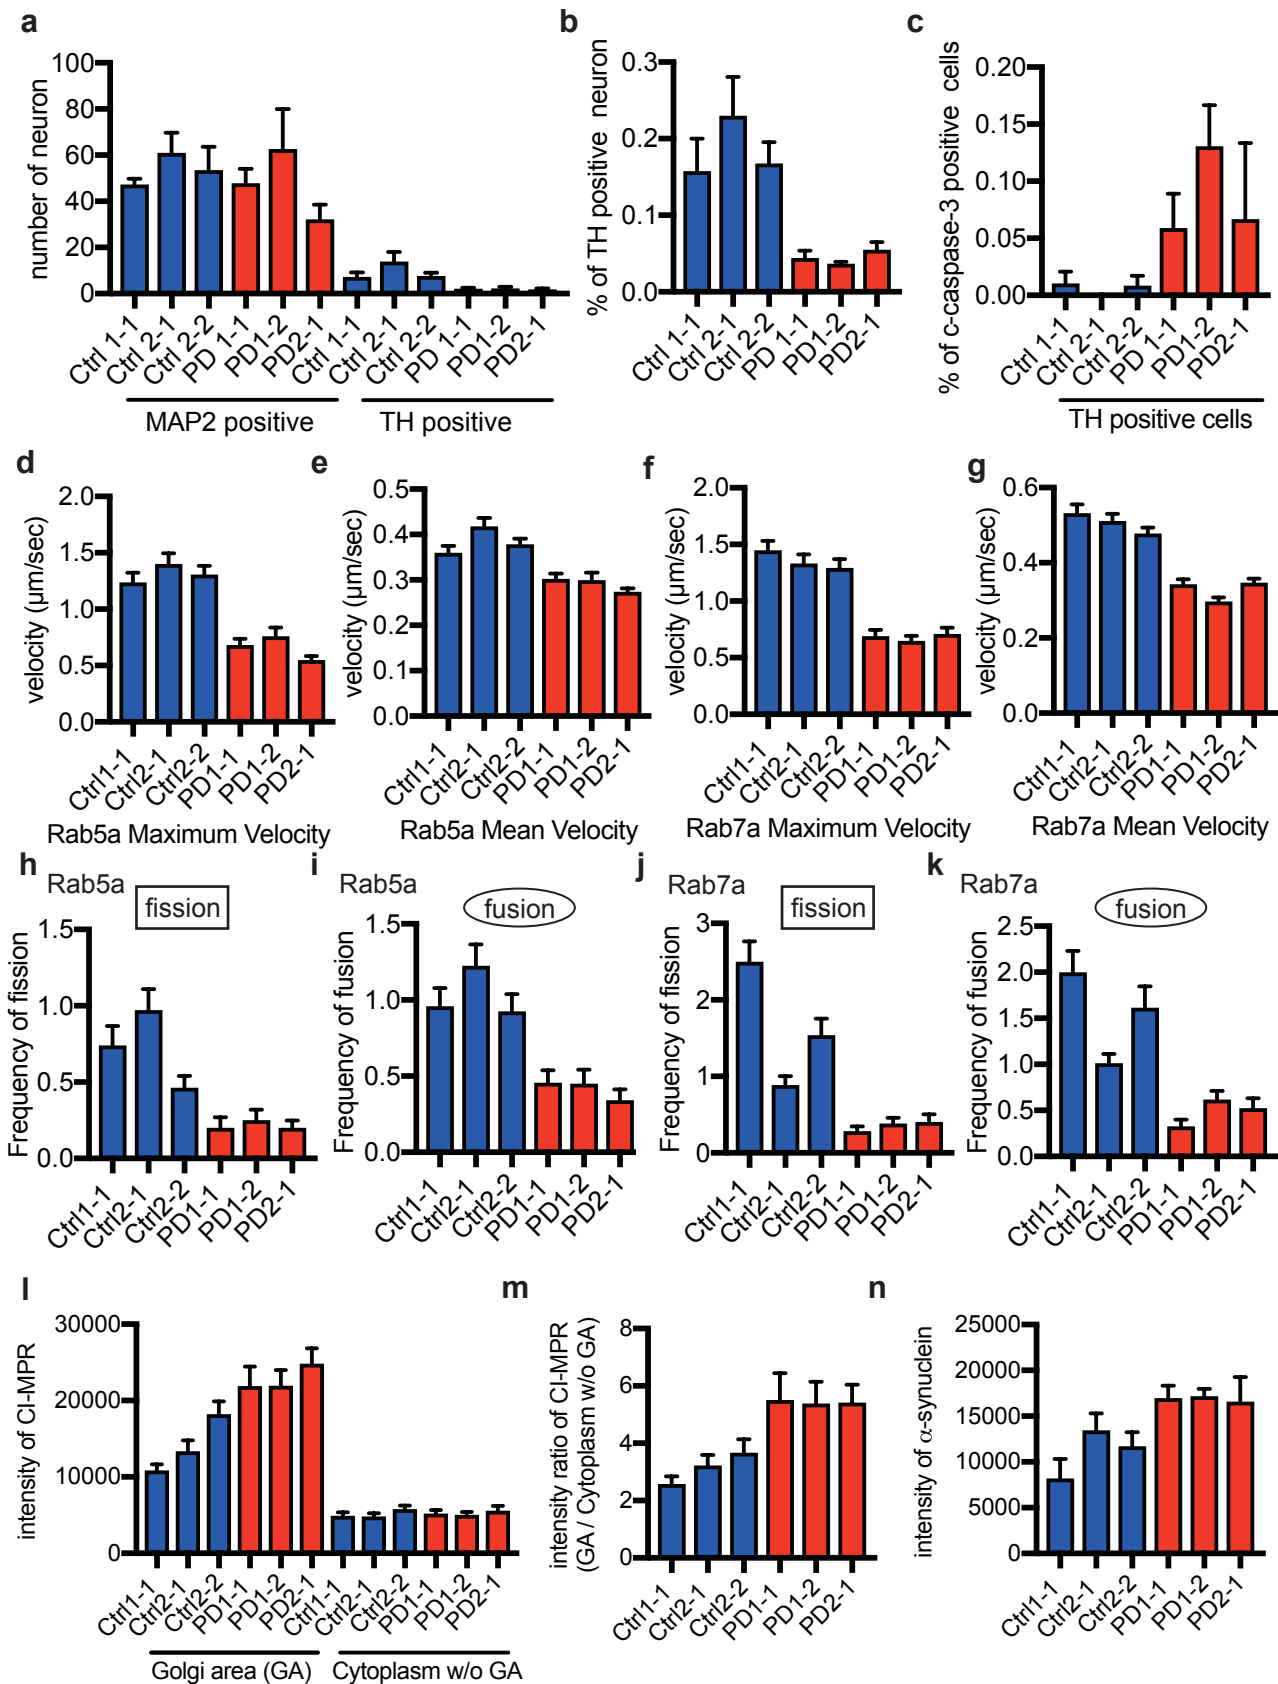 a
number of neuron
100
80
60
40
20
0
Ctrl 1-1
Ctrl 2-1
Ctrl 2-2
PD 1-1
PD1-2
PD2-1
Ctrl 1-1
Ctrl 2-1
Ctrl 2-2
PD 1-1
PD1-2
PD2-1
MAP2 positive
TH positive
b
% of TH positive neuron
0.3
0.2
0.1
0.0
Ctrl 1-1
Ctrl 2-1
Ctrl 2-2
PD 1-1
PD1-2
PD2-1
c
% of c-caspase-3 positive cells
0.20
0.15
0.10
0.05
0.00
Ctrl 1-1
Ctrl 2-1
Ctrl 2-2
PD 1-1
PD1-2
PD2-1
TH positive cells
d
velocity (μm/sec)
2.0
1.5
1.0
0.5
0.0
Ctrl1-1
Ctrl2-1
Ctrl2-2
PD1-1
PD1-2
PD2-1
Rab5a Maximum Velocity
e
velocity (μm/sec)
0.5
0.4
0.3
0.2
0.1
0.0
Ctrl1-1
Ctrl2-1
Ctrl2-2
PD1-1
PD1-2
PD2-1
Rab5a Mean Velocity
f
velocity (μm/sec)
2.0
1.5
1.0
0.5
0.0
Ctrl1-1
Ctrl2-1
Ctrl2-2
PD1-1
PD1-2
PD2-1
Rab7a Maximum Velocity
g
velocity (μm/sec)
0.6
0.4
0.2
0.0
Ctrl1-1
Ctrl2-1
Ctrl2-2
PD1-1
PD1-2
PD2-1
Rab7a Mean Velocity
h
Rab5a
fission
Frequency of fission
1.5
1.0
0.5
0.0
Ctrl1-1
Ctrl2-1
Ctrl2-2
PD1-1
PD1-2
PD2-1
i
Rab5a
fusion
Frequency of fusion
1.5
1.0
0.5
0.0
Ctrl1-1
Ctrl2-1
Ctrl2-2
PD1-1
PD1-2
PD2-1
j
Rab7a
fission
Frequency of fission
3
2
1
0
Ctrl1-1
Ctrl2-1
Ctrl2-2
PD1-1
PD1-2
PD2-1
k
Rab7a
fusion
Frequency of fusion
2.5
2.0
1.5
1.0
0.5
0.0
Ctrl1-1
Ctrl2-1
Ctrl2-2
PD1-1
PD1-2
PD2-1
l
intensity of CI-MPR
30000
20000
10000
0
Ctrl1-1
Ctrl2-1
Ctrl2-2
PD1-1
PD1-2
PD2-1
Ctrl1-1
Ctrl2-1
Ctrl2-2
PD1-1
PD1-2
PD2-1
Golgi area (GA)
Cytoplasm w/o GA
m
intensity ratio of CI-MPR
(GA / Cytoplasm w/o GA)
8
6
4
2
0
Ctrl1-1
Ctrl2-1
Ctrl2-2
PD1-1
PD1-2
PD2-1
n
intensity of α-synuclein
25000
20000
15000
10000
5000
0
Ctrl1-1
Ctrl2-1
Ctrl2-2
PD1-1
PD1-2
PD2-1